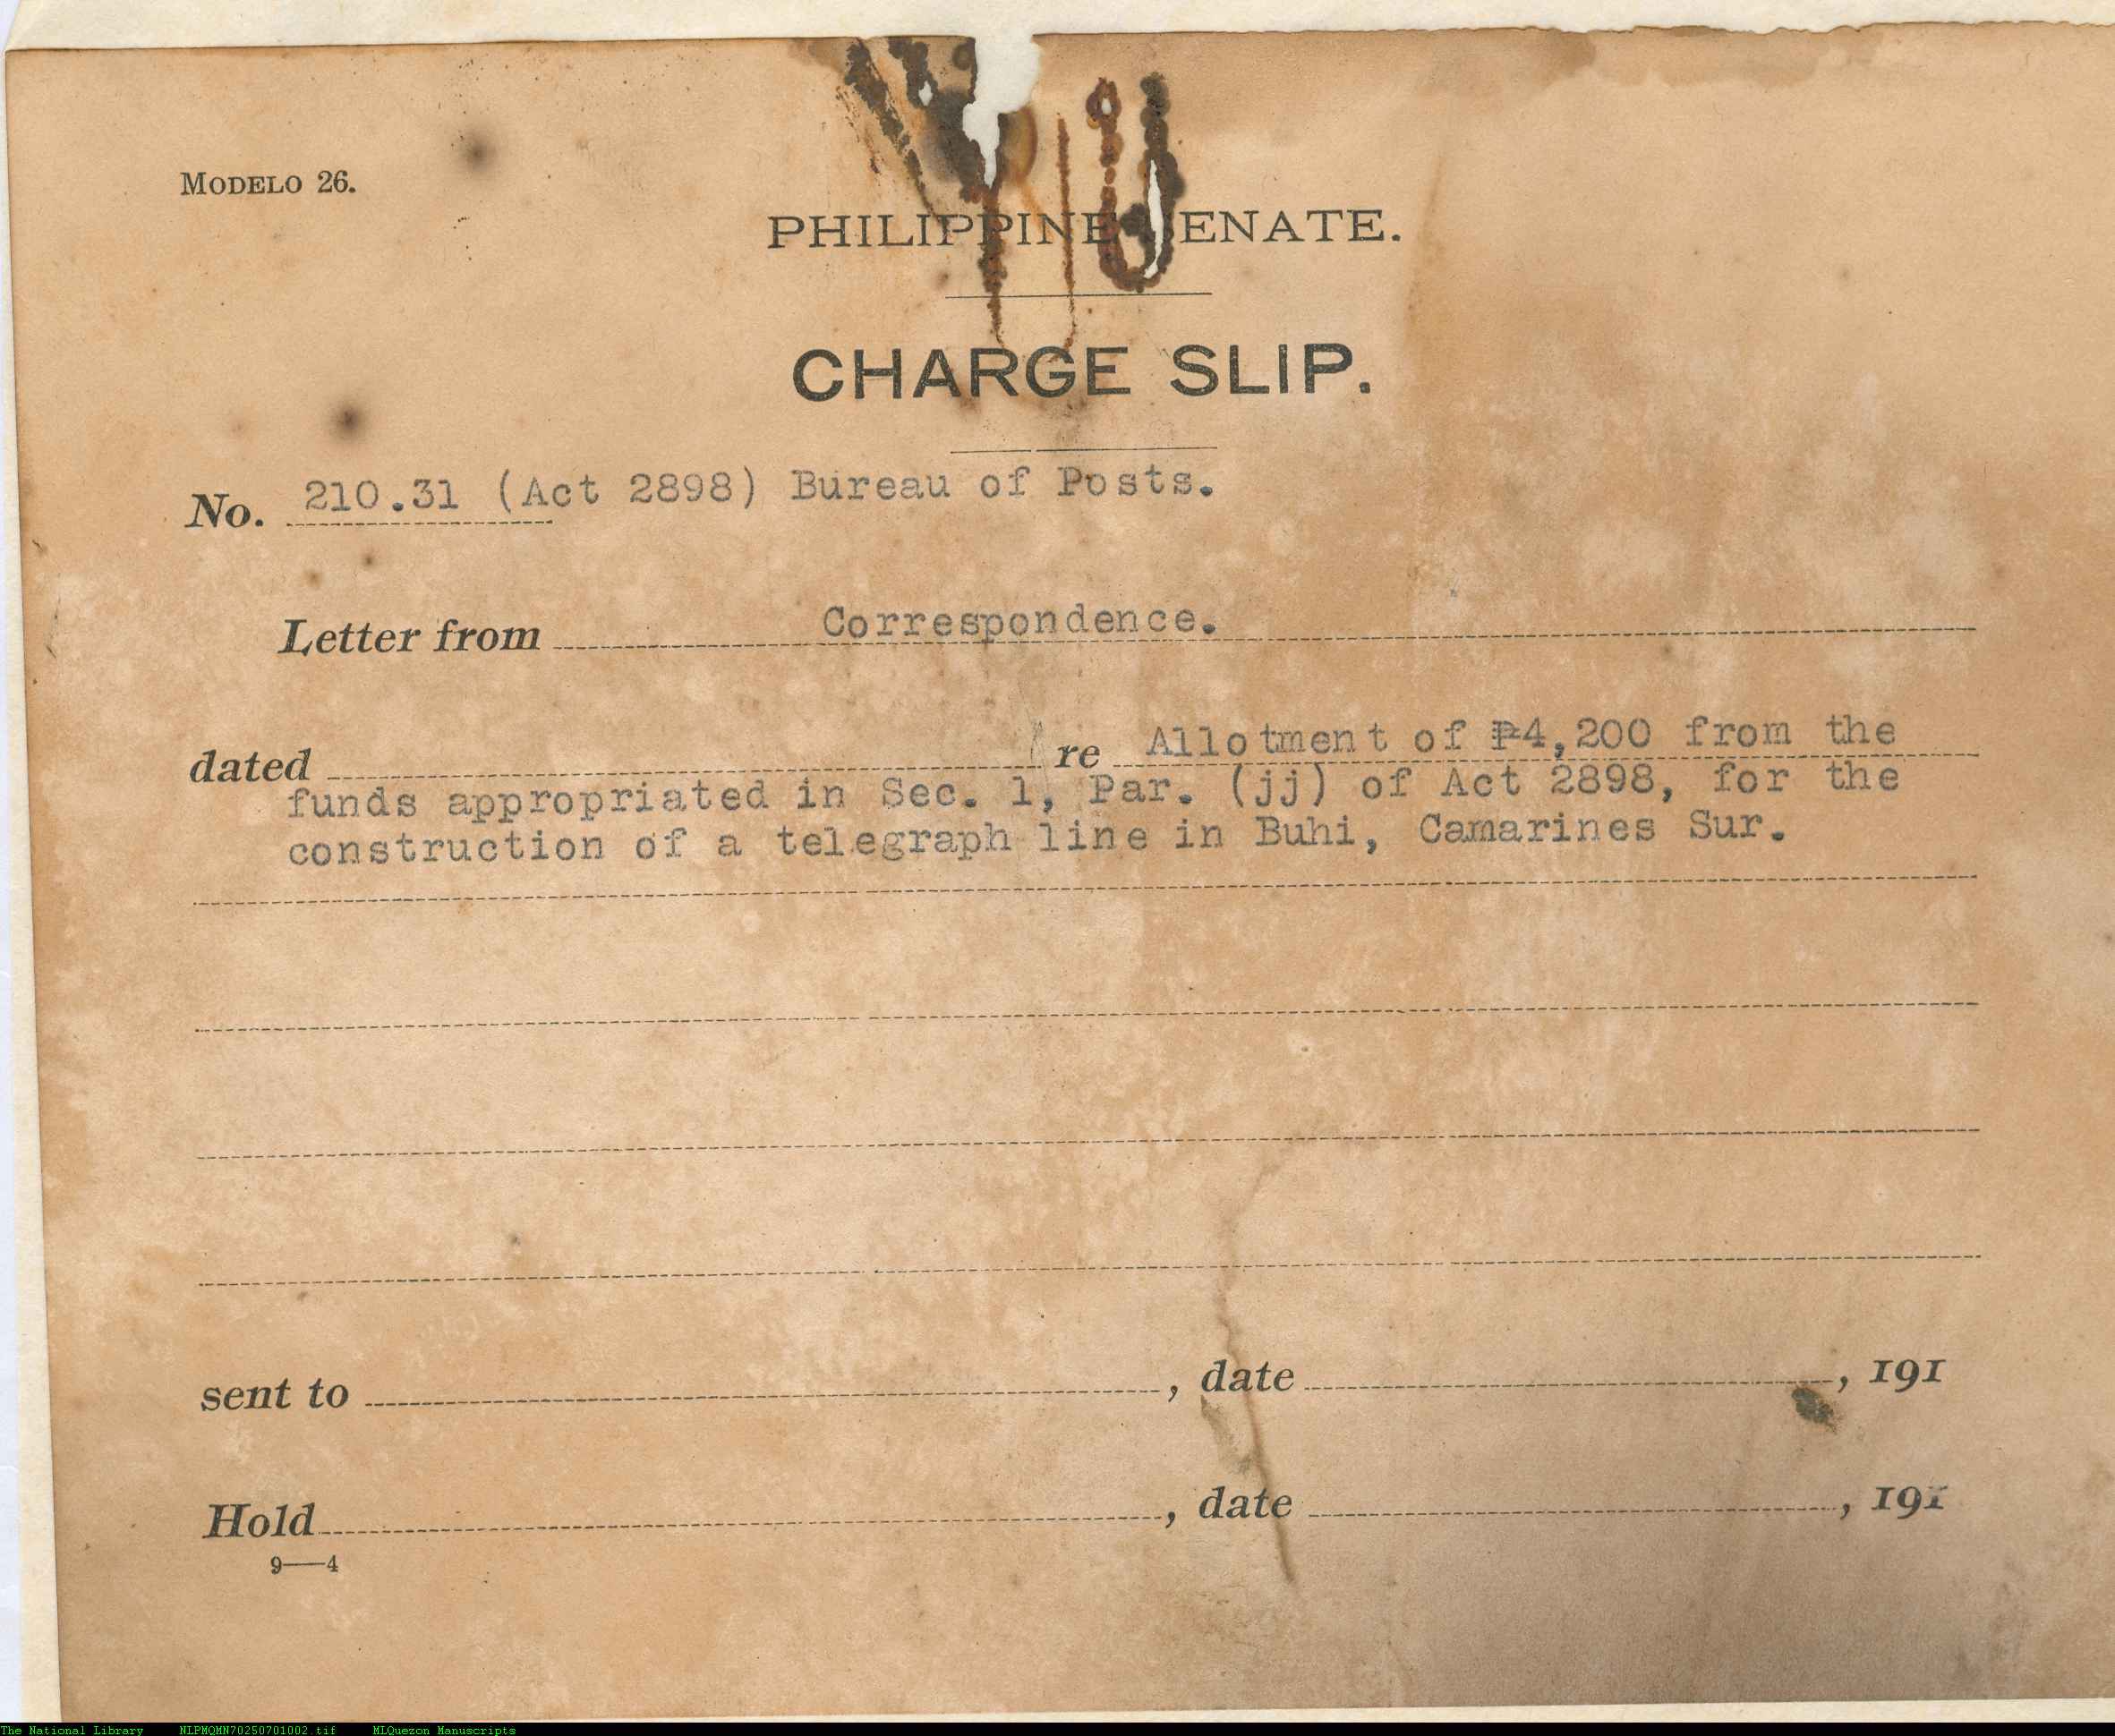 MODELO 26.
PHILIPPINE SENATE.
CHARGE SLIP.
No. 210.31 (Act 2898) Bureau of Posts.
Letter from Correspondence.
dated re Allotment of ₱4,200 from the
funds appropriated in Sec. 1, Par. (jj) of Act 2898, for the
construction of a telegraph line in Buhi, Camarines Sur.
sent to , date , 191
Hold , date , 191
9—4
The National Library NLPMQMN70250701002.tif MLQuezon Manuscripts